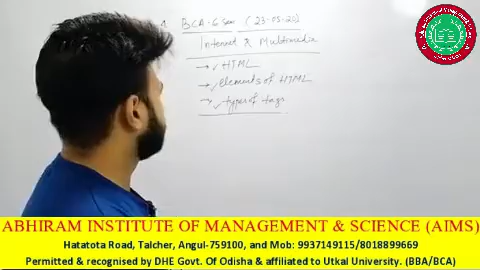 BCA-6 Sem (23-05-20)
Internet & Multimedia
→ ✓ HTML
→ ✓ Elements of HTML
→ ✓ types of tags
ABHIRAM INSTITUTE OF MANAGEMENT & SCIENCE (AIMS)
Hatatota Road, Talcher, Angul-759100, and Mob: 9937149115/8018899669
Permitted & recognised by DHE Govt. Of Odisha & affiliated to Utkal University. (BBA/BCA)